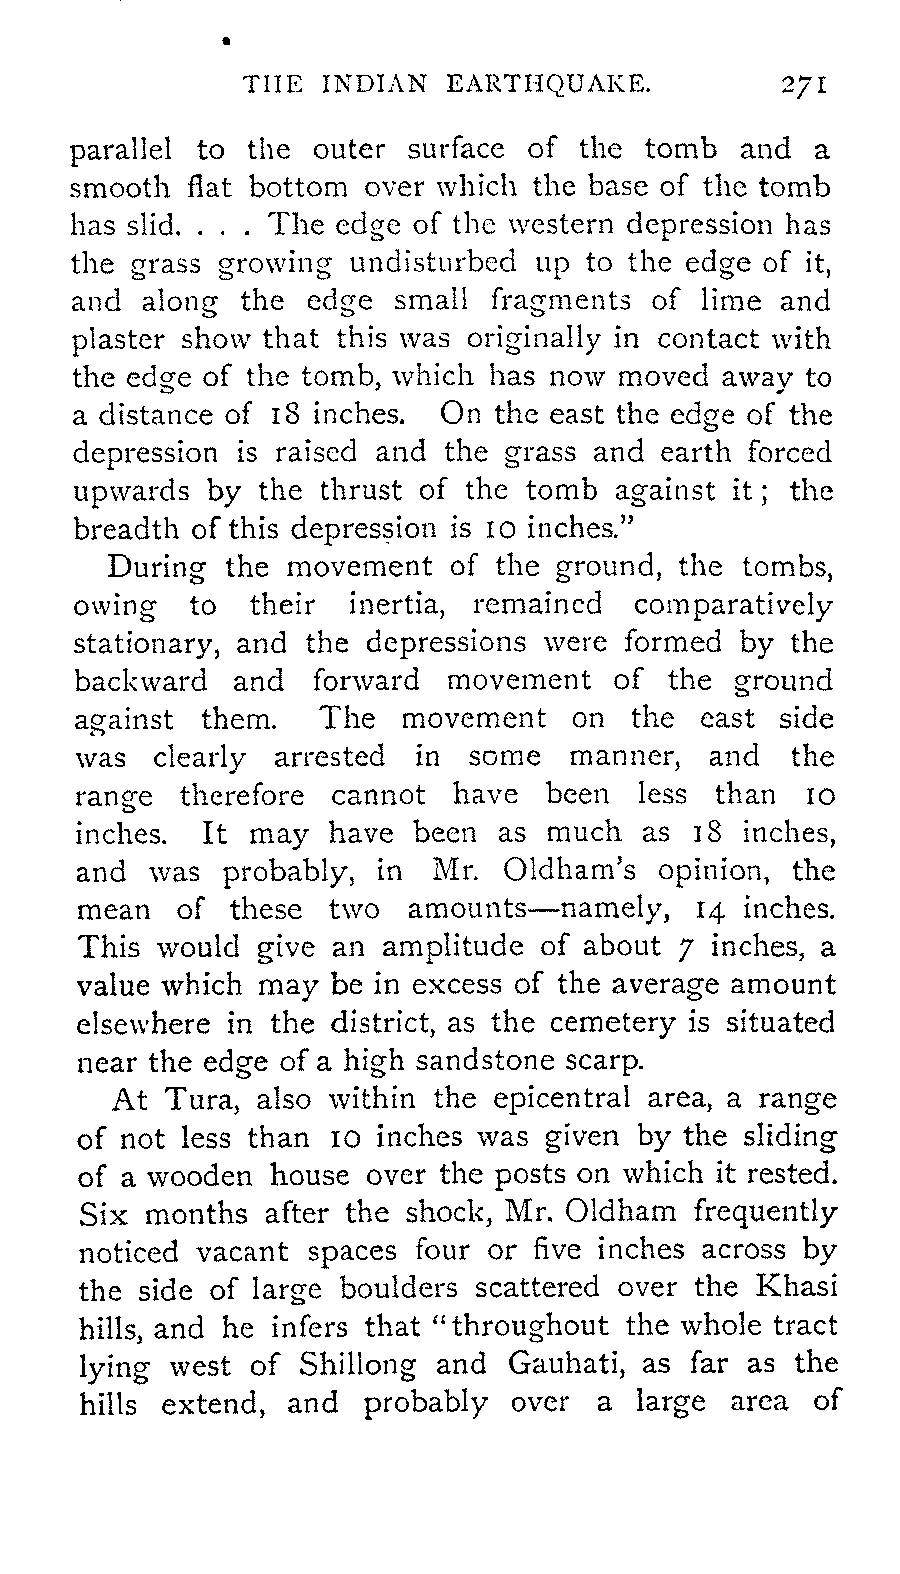 THE INDIAN EARTHQUAKE. 271
parallel to the outer surface of the tomb and a
smooth flat bottom over which the base of the tomb
has slid. . . . The edge of the western depression has
the grass growing undisturbed up to the edge of it,
and along the edge small fragments of lime and
plaster show that this was originally in contact with
the edge of the tomb, which has now moved away to
a distance of 18 inches. On the east the edge of the
depression is raised and the grass and earth forced
upwards by the thrust of the tomb against it ; the
breadth of this depression is 10 inches."
During the movement of the ground, the tombs,
owing to their inertia, remained comparatively
stationary, and the depressions were formed by the
backward and forward movement of the ground
against them. The movement on the east side
was clearly arrested in some manner, and the
range therefore cannot have been less than 10
inches. It may have been as much as 18 inches,
and was probably, in Mr. Oldham's opinion, the
mean of these two amounts—namely, 14 inches.
This would give an amplitude of about 7 inches, a
value which may be in excess of the average amount
elsewhere in the district, as the cemetery is situated
near the edge of a high sandstone scarp.
At Tura, also within the epicentral area, a range
of not less than 10 inches was given by the sliding
of a wooden house over the posts on which it rested.
Six months after the shock, Mr. Oldham frequently
noticed vacant spaces four or five inches across by
the side of large boulders scattered over the Khasi
hills, and he infers that "throughout the whole tract
lying west of Shillong and Gauhati, as far as the
hills extend, and probably over a large area of